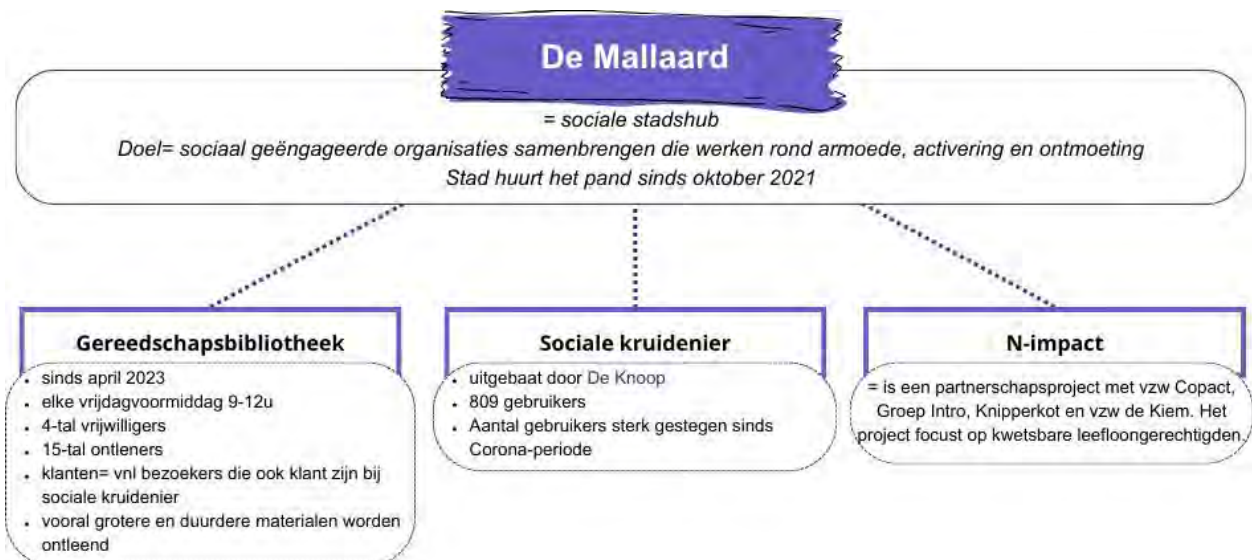 De Mallaard
= sociale stadshub
Doel= sociaal geëngageerde organisaties samenbrengen die werken rond armoede, activering en ontmoeting
Stad huurt het pand sinds oktober 2021
Gereedschapsbibliotheek
• sinds april 2023
• elke vrijdagvoormiddag 9-12u
• 4-tal vrijwilligers
• 15-tal ontleners
• klanten= vnl bezoekers die ook klant zijn bij
sociale kruidenier
• vooral grotere en duurdere materialen worden
ontleend
Sociale kruidenier
• uitgebaat door De Knoop
• 809 gebruikers
• Aantal gebruikers sterk gestegen sinds
Corona-periode
N-impact
= is een partnerschapsproject met vzw Copact,
Groep Intro, Knipperkot en vzw de Kiem. Het
project focust op kwetsbare leefloongerechtigden.